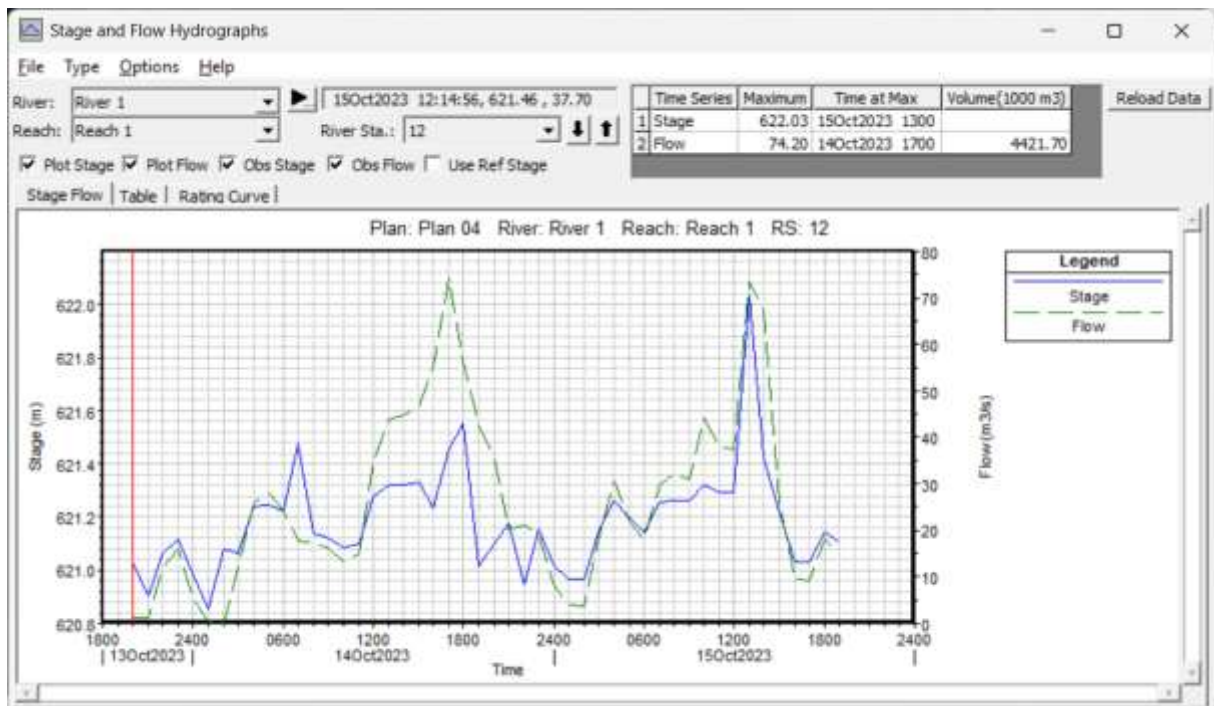 Stage and Flow Hydrographs
File Type Options Help
River: River 1 15Oct2023 12:14:56, 621.46 , 37.70
Reach: Reach 1 River Sta.: 12
Plot Stage Plot Flow Obs Stage Obs Flow Use Ref Stage
Time Series Maximum Time at Max Volume(1000 m3)
1 Stage 622.03 15Oct2023 1300
2 Flow 74.20 14Oct2023 1700 4421.70
Reload Data
Stage Flow Table Rating Curve
Plan: Plan 04 River: River 1 Reach: Reach 1 RS: 12
Stage (m)
622.0
621.8
621.6
621.4
621.2
621.0
620.8
80
70
60
50
40
30
20
10
0
Flow (m3/s)
1800 2400 0600 1200 1800 2400 0600 1200 1800 2400
13Oct2023 14Oct2023 15Oct2023
Time
Legend
Stage
Flow